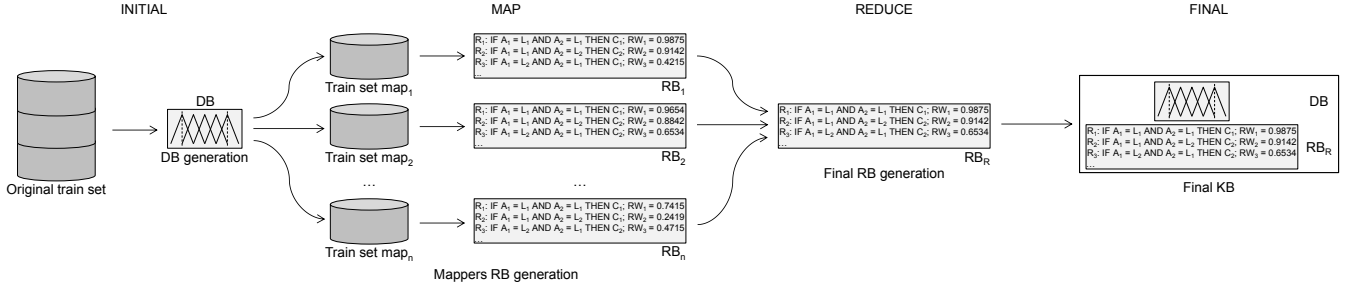 INITIAL
MAP
REDUCE
FINAL
Original train set
DB
DB generation
Train set map1
Train set map2
...
Train set mapn
R1: IF A1 = L1 AND A2 = L1 THEN C1; RW1 = 0.9875
R2: IF A1 = L1 AND A2 = L2 THEN C2; RW2 = 0.9142
R3: IF A1 = L2 AND A2 = L1 THEN C1; RW3 = 0.4215
...
RB1
R1: IF A1 = L1 AND A2 = L1 THEN C2; RW1 = 0.9654
R2: IF A1 = L1 AND A2 = L2 THEN C2; RW2 = 0.8842
R3: IF A1 = L2 AND A2 = L1 THEN C2; RW3 = 0.6534
...
RB2
...
R1: IF A1 = L1 AND A2 = L1 THEN C1; RW1 = 0.7415
R2: IF A1 = L1 AND A2 = L2 THEN C2; RW2 = 0.2419
R3: IF A1 = L2 AND A2 = L1 THEN C1; RW3 = 0.4715
...
RBn
Mappers RB generation
R1: IF A1 = L1 AND A2 = L1 THEN C1; RW1 = 0.9875
R2: IF A1 = L1 AND A2 = L2 THEN C2; RW2 = 0.9142
R3: IF A1 = L2 AND A2 = L1 THEN C2; RW3 = 0.6534
...
RBR
Final RB generation
DB
R1: IF A1 = L1 AND A2 = L1 THEN C1; RW1 = 0.9875
R2: IF A1 = L1 AND A2 = L2 THEN C2; RW2 = 0.9142
R3: IF A1 = L2 AND A2 = L1 THEN C2; RW3 = 0.6534
...
RBR
Final KB